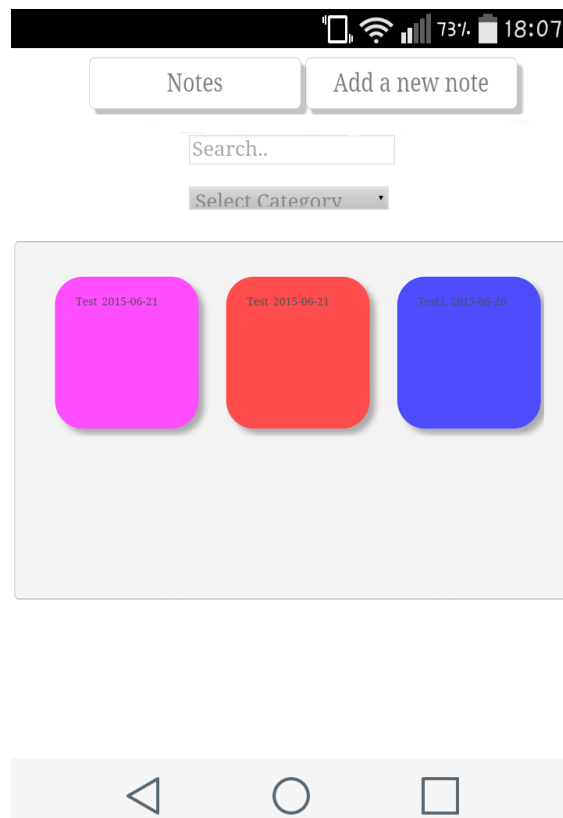 73% 18:07
Notes Add a new note
Search..
Select Category
Test 2015-06-21 Test 2015-06-21 Test1 2015-06-20